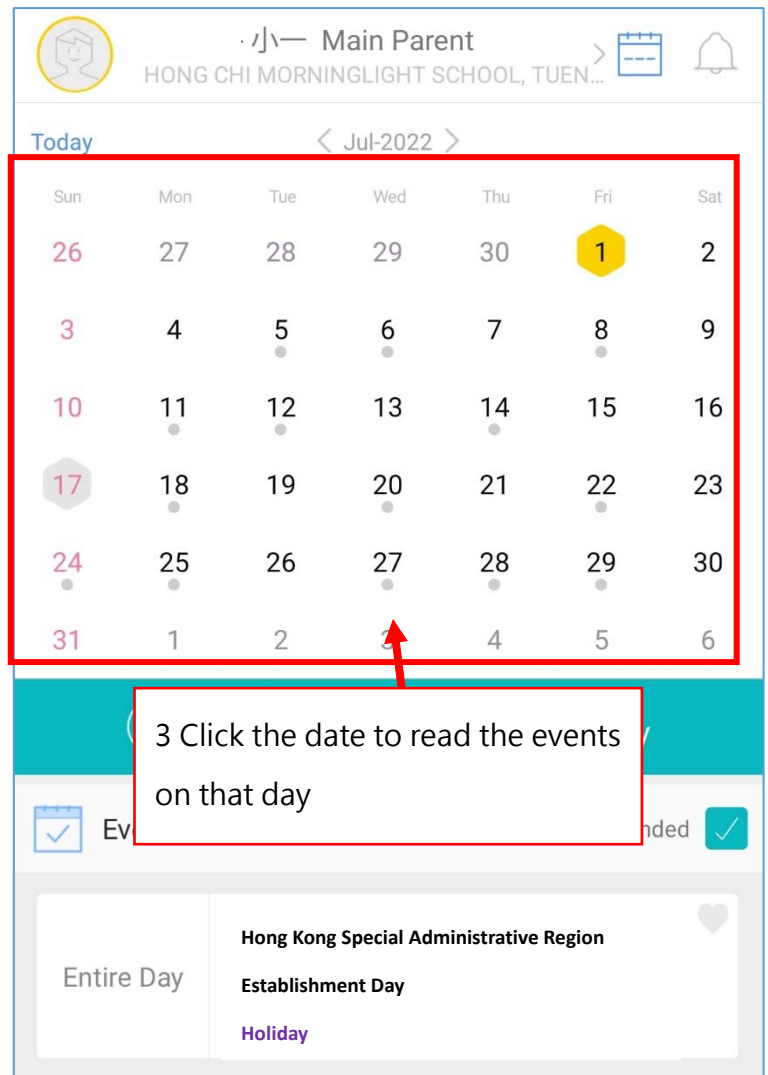 · 小一 Main Parent
HONG CHI MORNINGLIGHT SCHOOL, TUEN...
Today < Jul-2022 >
Sun Mon Tue Wed Thu Fri Sat
26 27 28 29 30 1 2
3 4 5 6 7 8 9
10 11 12 13 14 15 16
17 18 19 20 21 22 23
24 25 26 27 28 29 30
31 1 2 3 4 5 6
3 Click the date to read the events
on that day
Entire Day
Hong Kong Special Administrative Region
Establishment Day
Holiday